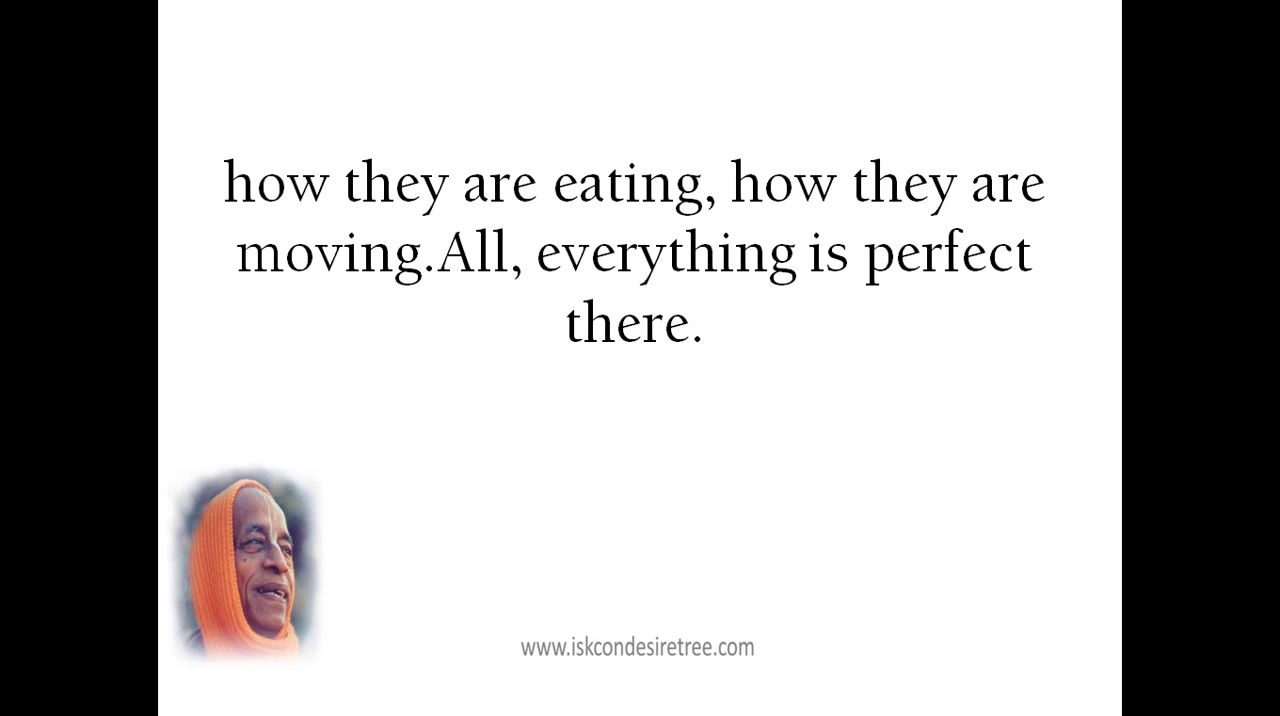 how they are eating, how they are
moving.All, everything is perfect
there.
www.iskcondesiretree.com